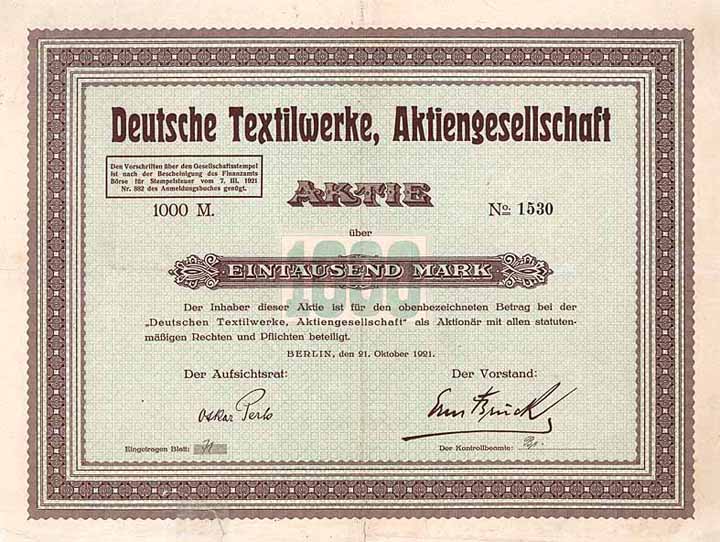 Deutsche Textilwerke, Aktiengesellschaft
Den Vorschriften über den Gesellschaftsstempel
ist nach der Bescheinigung des Finanzamts
Börse für Stempelsteuer vom 7. III. 1921
Nr. 882 des Anmeldungsbuches genügt.
AKTIE
1000 M.
No. 1530
über
1000
EINTAUSEND MARK
Der Inhaber dieser Aktie ist für den obenbezeichneten Betrag bei der
„Deutschen Textilwerke, Aktiengesellschaft“ als Aktionär mit allen statuten-
mäßigen Rechten und Pflichten beteiligt.
BERLIN, den 21. Oktober 1921.
Der Aufsichtsrat:
Der Vorstand:
Oskar Perls
Eingetragen Blatt:
Der Kontrollbeamte: